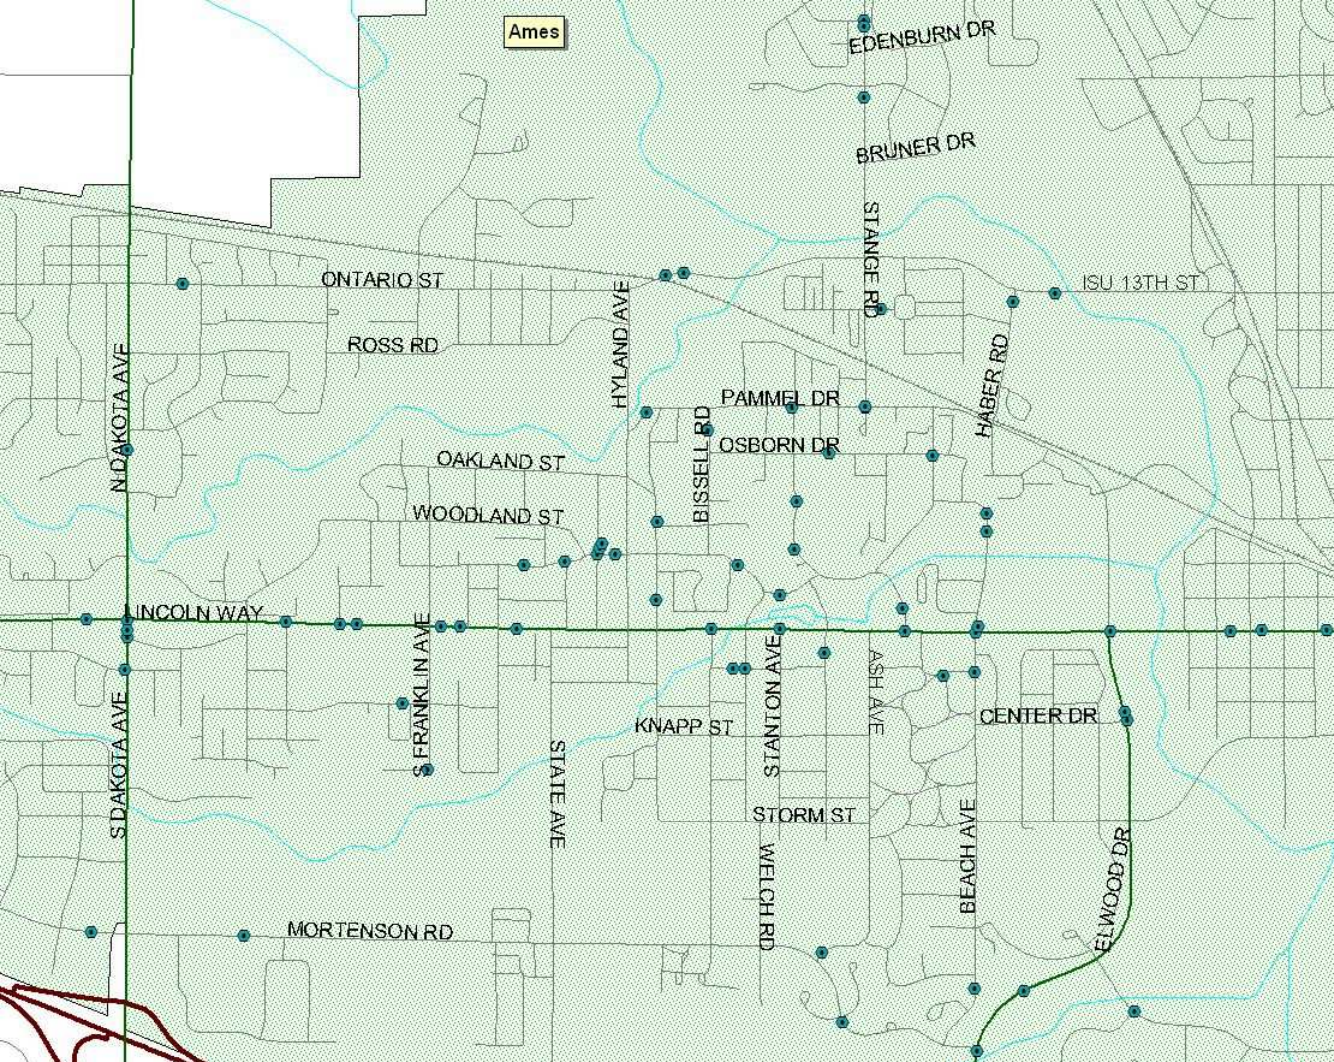 Ames
EDENBURN DR
BRUNER DR
STANGE RD
ONTARIO ST
ISU 13TH ST
HYLAND AVE
ROSS RD
N DAKOTA AVE
HABER RD
PAMMEL DR
BISSELL RD
OSBORN DR
OAKLAND ST
WOODLAND ST
LINCOLN WAY
S FRANKLIN AVE
STANTON AVE
ASH AVE
S DAKOTA AVE
KNAPP ST
CENTER DR
STATE AVE
STORM ST
BEACH AVE
ELWOOD DR
WELCH RD
MORTENSON RD